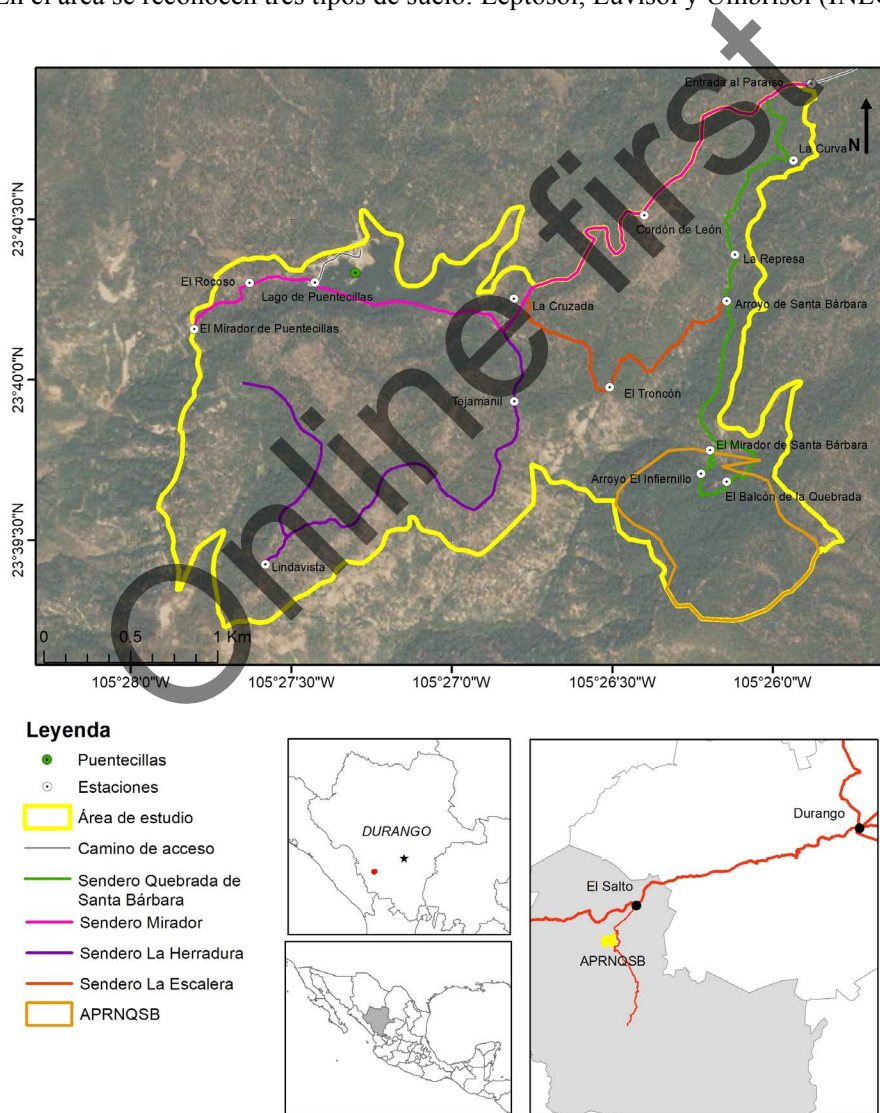 En el área se reconocen tres tipos de suelo: Leptosol, Luvisol y Umbrisol
Online first
Entrada al Paraíso
La Curva
N
23°40'30"N
Cordón de León
La Represa
El Rocoso
Lago de Puentecillas
La Cruzada
Arroyo de Santa Bárbara
El Mirador de Puentecillas
23°40'0"N
El Troncón
Tejamanil
El Mirador de Santa Bárbara
Arroyo El Infiernillo
El Balcón de la Quebrada
23°39'30"N
Lindavista
0 0.5 1 Km
105°28'0"W 105°27'30"W 105°27'0"W 105°26'30"W 105°26'0"W
Leyenda
Puentecillas
Estaciones
Área de estudio
Camino de acceso
Sendero Quebrada de
Santa Bárbara
Sendero Mirador
Sendero La Herradura
Sendero La Escalera
APRNQSB
DURANGO
Durango
El Salto
APRNQSB